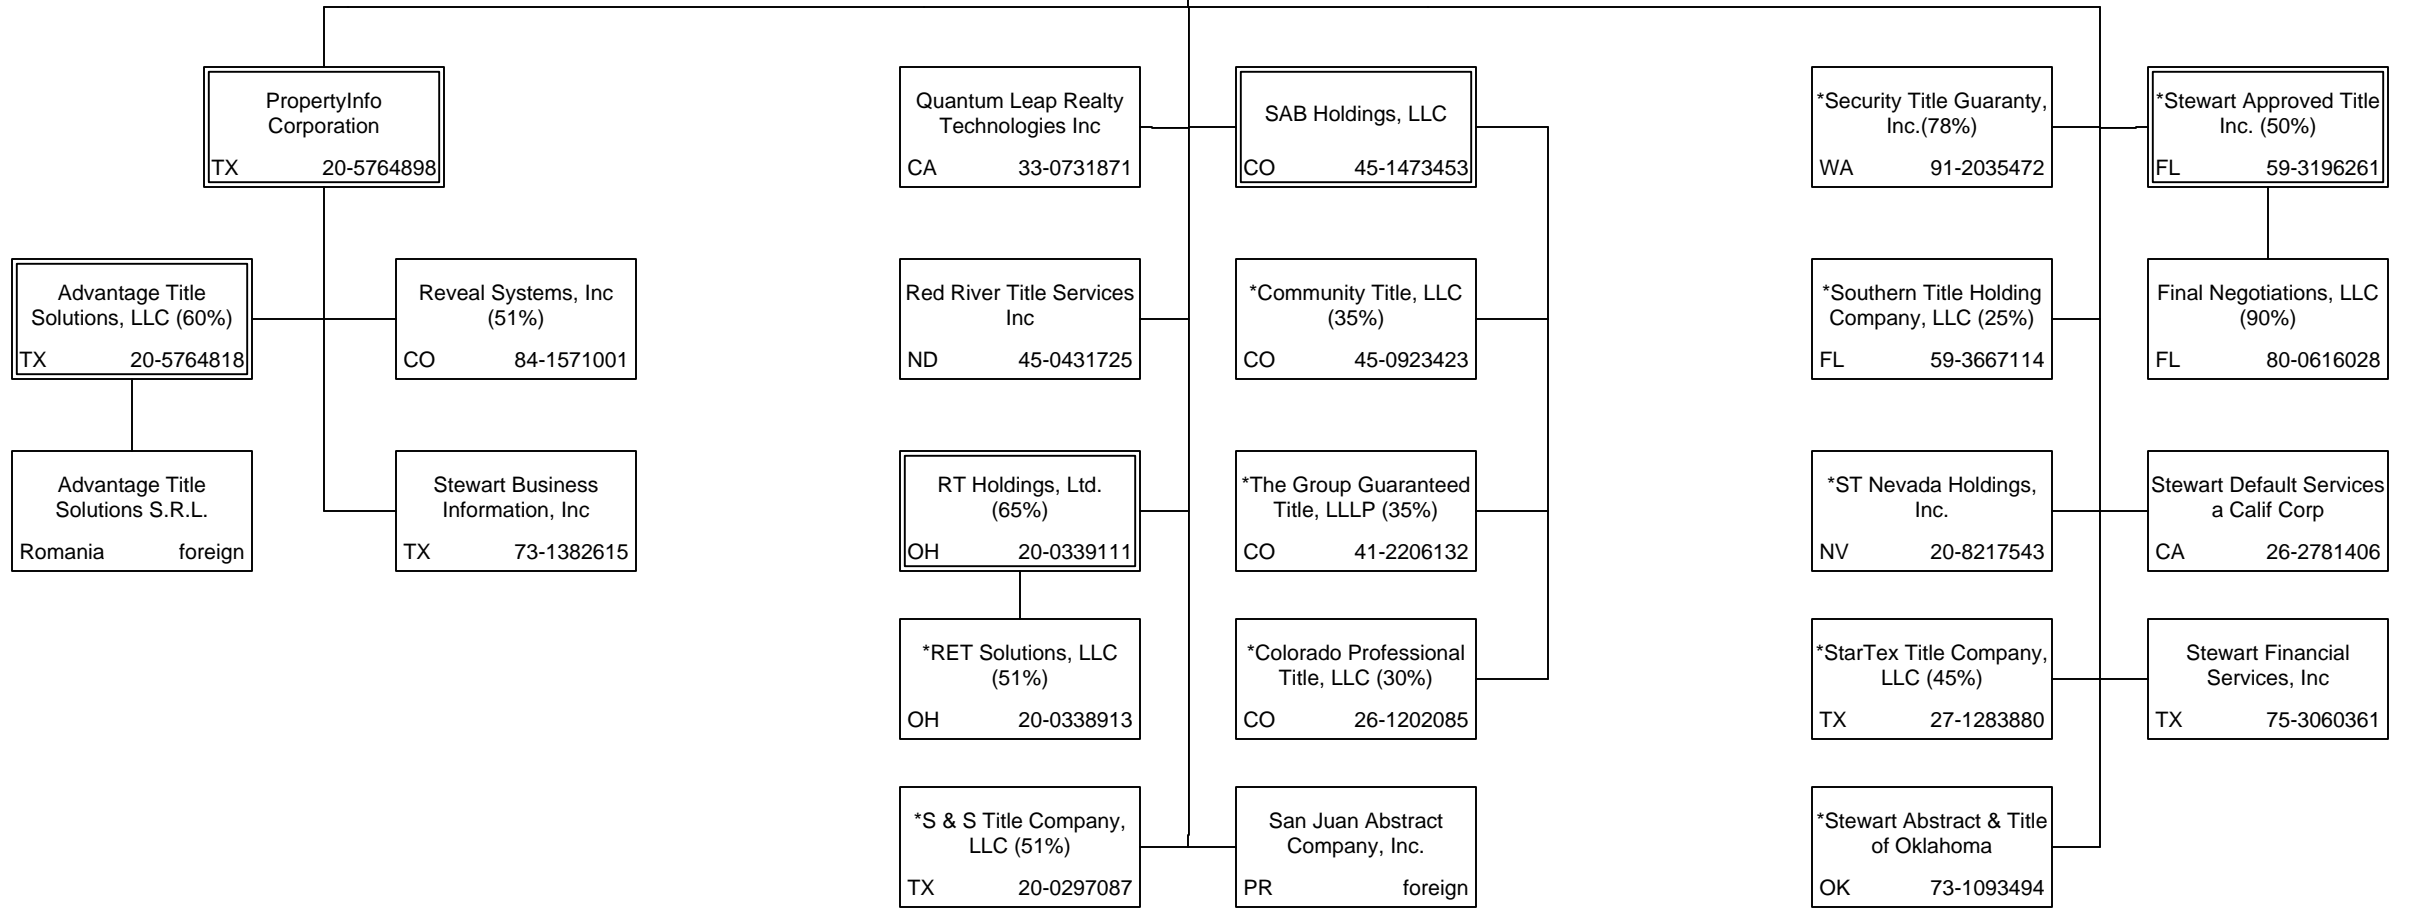 PropertyInfo
Corporation
TX 20-5764898
Quantum Leap Realty
Technologies Inc
CA 33-0731871
SAB Holdings, LLC
CO 45-1473453
*Security Title Guaranty,
Inc.(78%)
WA 91-2035472
*Stewart Approved Title
Inc. (50%)
FL 59-3196261
Advantage Title
Solutions, LLC (60%)
TX 20-5764818
Reveal Systems, Inc
(51%)
CO 84-1571001
Red River Title Services
Inc
ND 45-0431725
*Community Title, LLC
(35%)
CO 45-0923423
*Southern Title Holding
Company, LLC (25%)
FL 59-3667114
Final Negotiations, LLC
(90%)
FL 80-0616028
Advantage Title
Solutions S.R.L.
Romania foreign
Stewart Business
Information, Inc
TX 73-1382615
RT Holdings, Ltd.
(65%)
OH 20-0339111
*The Group Guaranteed
Title, LLLP (35%)
CO 41-2206132
*ST Nevada Holdings,
Inc.
NV 20-8217543
Stewart Default Services
a Calif Corp
CA 26-2781406
*RET Solutions, LLC
(51%)
OH 20-0338913
*Colorado Professional
Title, LLC (30%)
CO 26-1202085
*StarTex Title Company,
LLC (45%)
TX 27-1283880
Stewart Financial
Services, Inc
TX 75-3060361
*S & S Title Company,
LLC (51%)
TX 20-0297087
San Juan Abstract
Company, Inc.
PR foreign
*Stewart Abstract & Title
of Oklahoma
OK 73-1093494